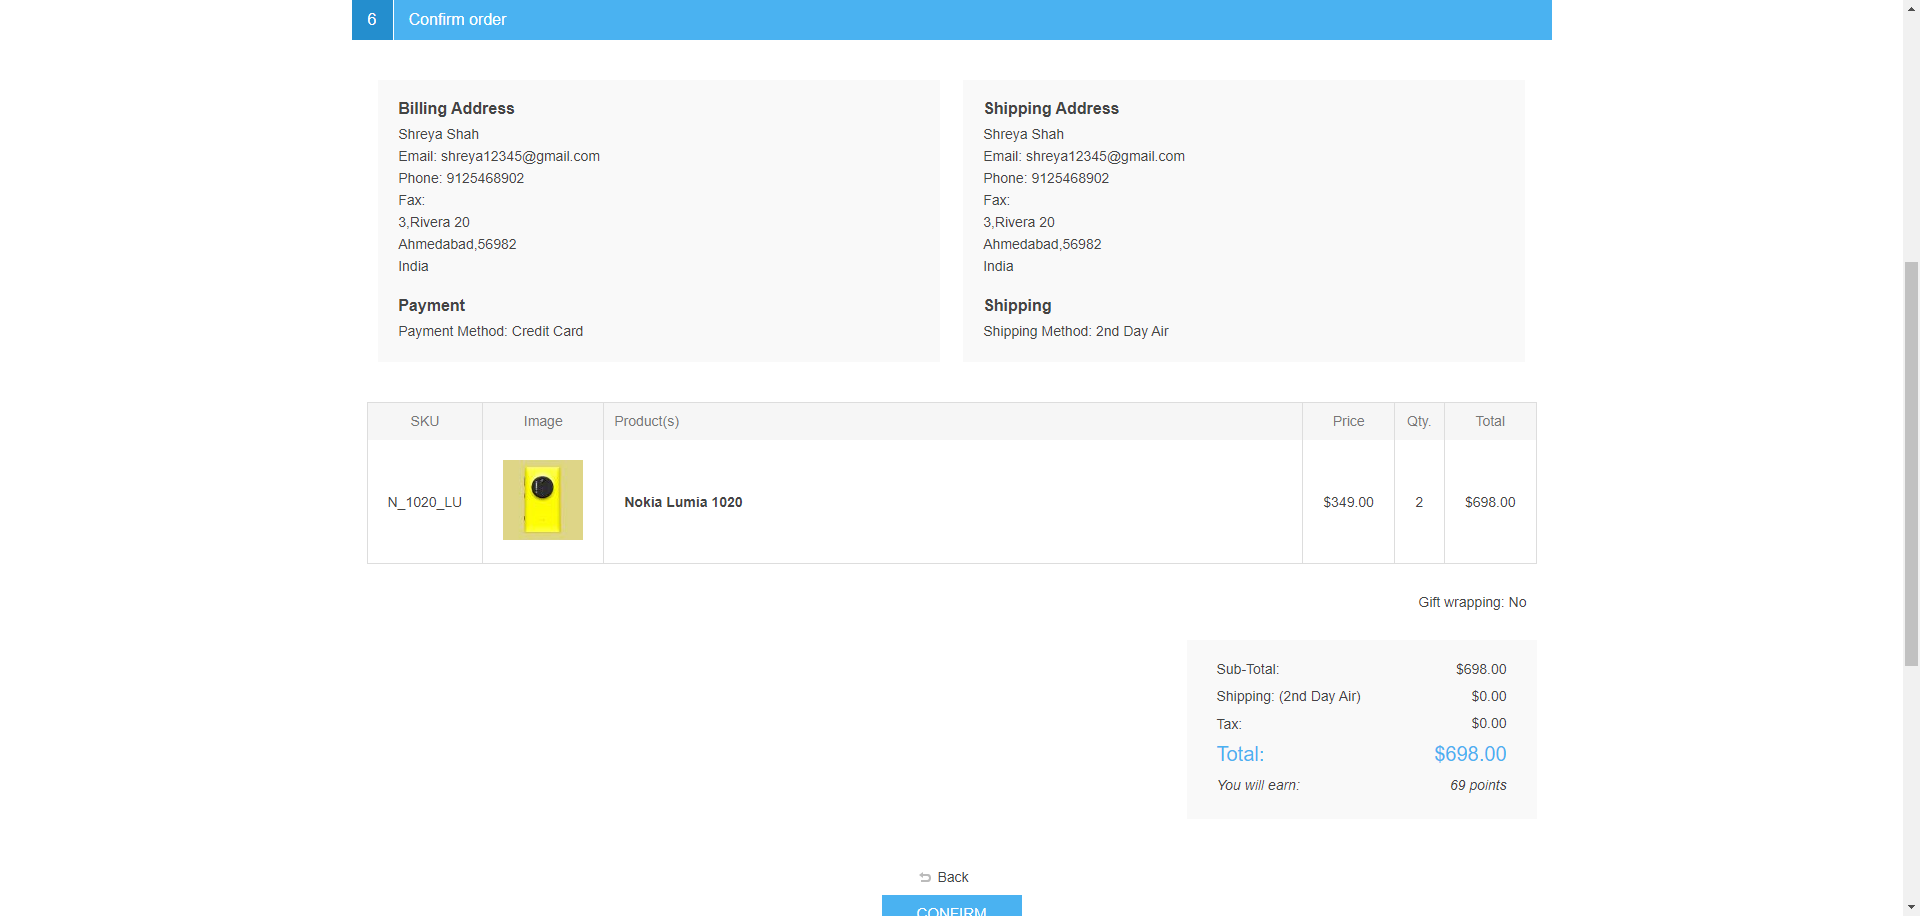 6 Confirm order
Billing Address
Shreya Shah
Email: shreya12345@gmail.com
Phone: 9125468902
Fax:
3,Rivera 20
Ahmedabad,56982
India
Payment
Payment Method: Credit Card
Shipping Address
Shreya Shah
Email: shreya12345@gmail.com
Phone: 9125468902
Fax:
3,Rivera 20
Ahmedabad,56982
India
Shipping
Shipping Method: 2nd Day Air
SKU Image Product(s) Price Qty. Total
N_1020_LU Nokia Lumia 1020 $349.00 2 $698.00
Gift wrapping: No
Sub-Total: $698.00
Shipping: (2nd Day Air) $0.00
Tax: $0.00
Total: $698.00
You will earn: 69 points
Back
CONFIRM